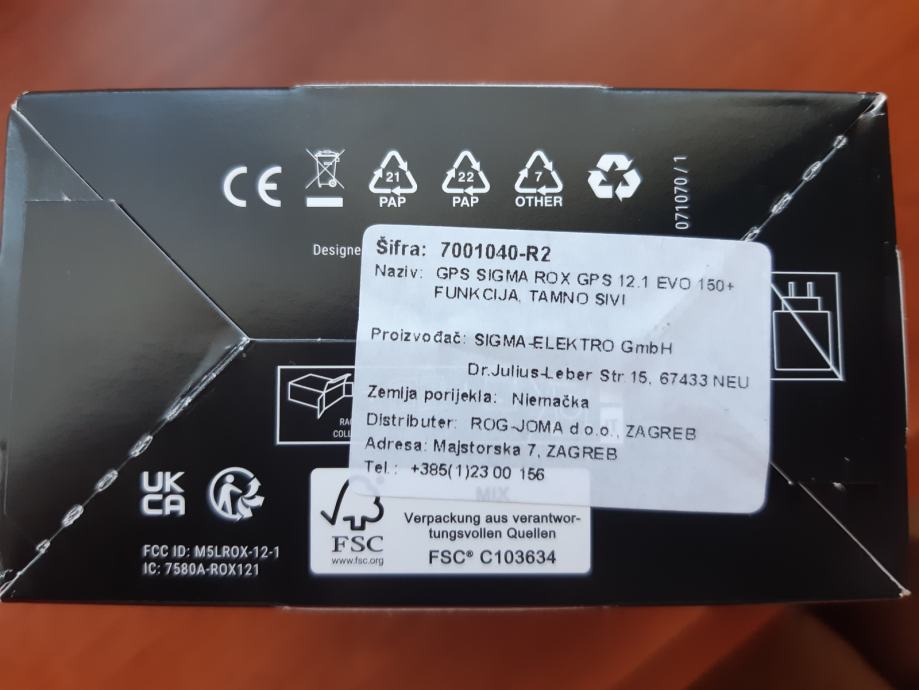 CE
21
PAP
22
PAP
7
OTHER
071070 / 1
Designe
Šifra: 7001040-R2
Naziv: GPS SIGMA ROX GPS 12.1 EVO 150+
FUNKCIJA, TAMNO SIVI
Proizvođač: SIGMA-ELEKTRO GmbH
Dr.Julius-Leber Str.15, 67433 NEU
Zemlja porijekla: Niemačka
Distributer: ROG-JOMA d.o.o., ZAGREB
Adresa: Majstorska 7, ZAGREB
Tel.: +385(1)23 00 156
UK
CA
FCC ID: M5LROX-12-1
IC: 7580A-ROX121
FSC
www.fsc.org
MIX
Verpackung aus verantwor-
tungsvollen Quellen
FSC® C103634